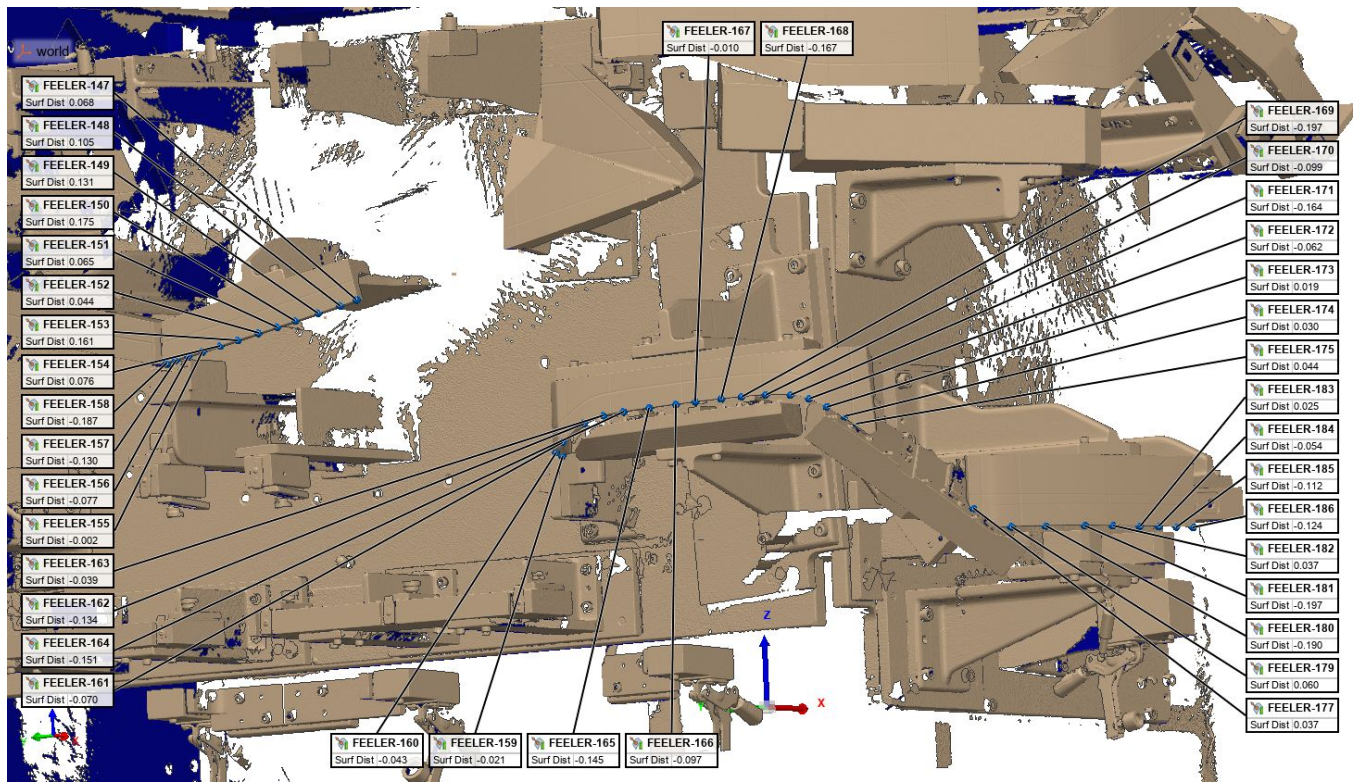 world
FEELER-147
Surf Dist 0.068
FEELER-148
Surf Dist 0.105
FEELER-149
Surf Dist 0.131
FEELER-150
Surf Dist 0.175
FEELER-151
Surf Dist 0.065
FEELER-152
Surf Dist 0.044
FEELER-153
Surf Dist 0.161
FEELER-154
Surf Dist 0.076
FEELER-158
Surf Dist -0.187
FEELER-157
Surf Dist -0.130
FEELER-156
Surf Dist -0.077
FEELER-155
Surf Dist -0.002
FEELER-163
Surf Dist -0.039
FEELER-162
Surf Dist -0.134
FEELER-164
Surf Dist -0.151
FEELER-161
Surf Dist -0.070
FEELER-167
Surf Dist -0.010
FEELER-168
Surf Dist -0.167
FEELER-169
Surf Dist -0.197
FEELER-170
Surf Dist -0.099
FEELER-171
Surf Dist -0.164
FEELER-172
Surf Dist -0.062
FEELER-173
Surf Dist 0.019
FEELER-174
Surf Dist 0.030
FEELER-175
Surf Dist 0.044
FEELER-183
Surf Dist 0.025
FEELER-184
Surf Dist -0.054
FEELER-185
Surf Dist -0.112
FEELER-186
Surf Dist -0.124
FEELER-182
Surf Dist 0.037
FEELER-181
Surf Dist -0.197
FEELER-180
Surf Dist -0.190
FEELER-179
Surf Dist 0.060
FEELER-177
Surf Dist 0.037
FEELER-160
Surf Dist -0.043
FEELER-159
Surf Dist -0.021
FEELER-165
Surf Dist -0.145
FEELER-166
Surf Dist -0.097
Z
X